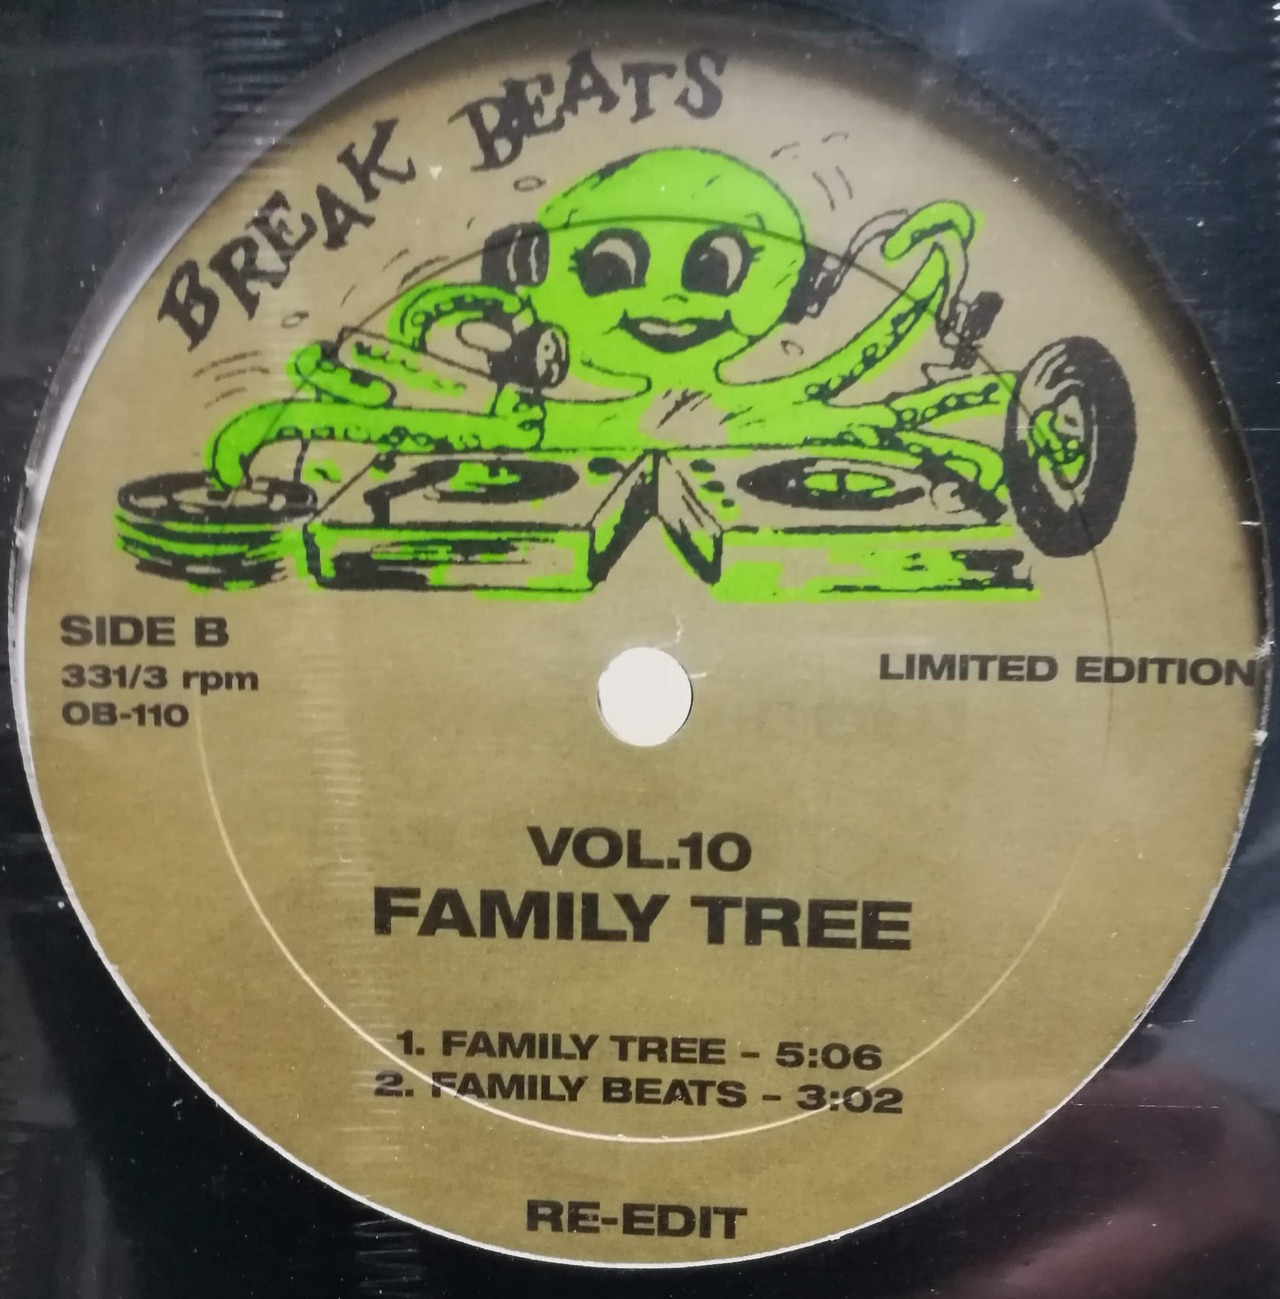 BREAK BEATS
SIDE B
331/3 rpm
OB-110
LIMITED EDITION
VOL.10
FAMILY TREE
1. FAMILY TREE - 5:06
2. FAMILY BEATS - 3:02
RE-EDIT